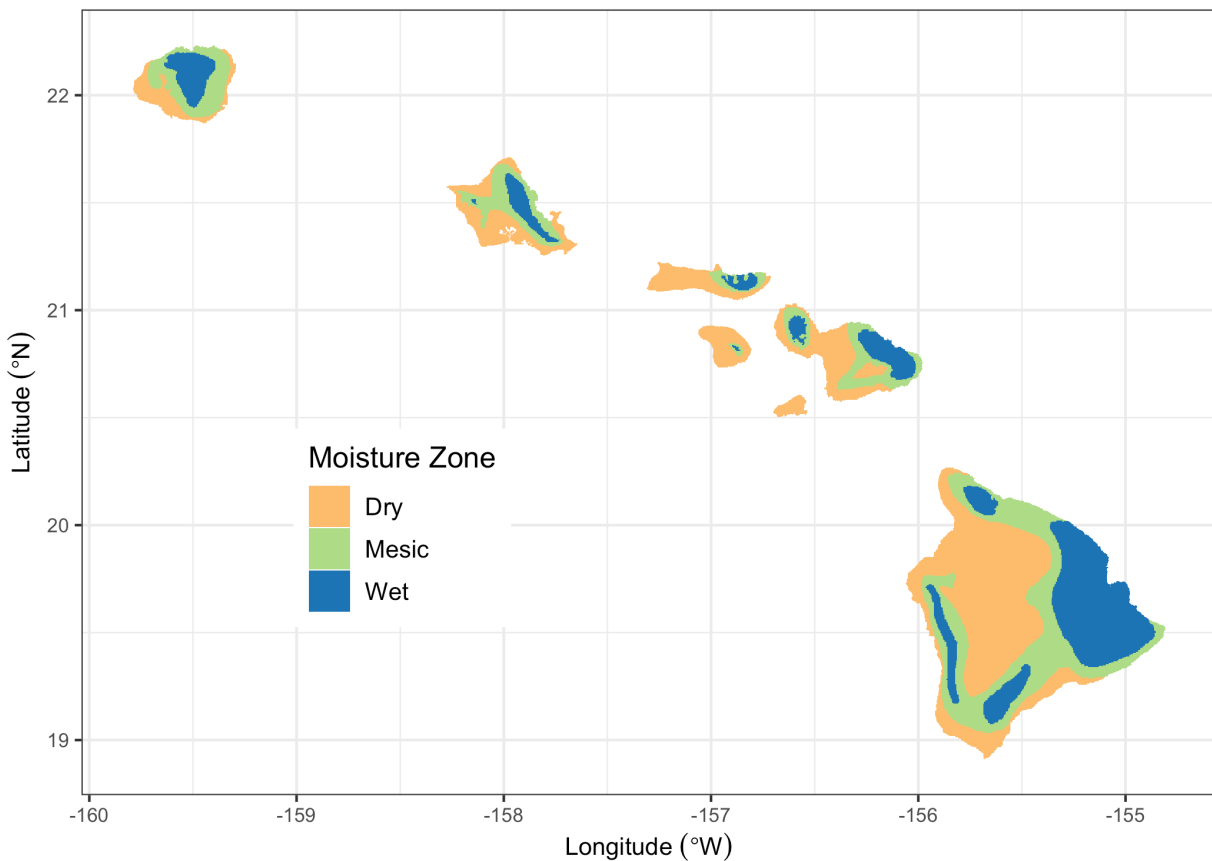 22
21
20
19
Latitude (°N)
Moisture Zone
Dry
Mesic
Wet
-160
-159
-158
-157
-156
-155
Longitude (°W)